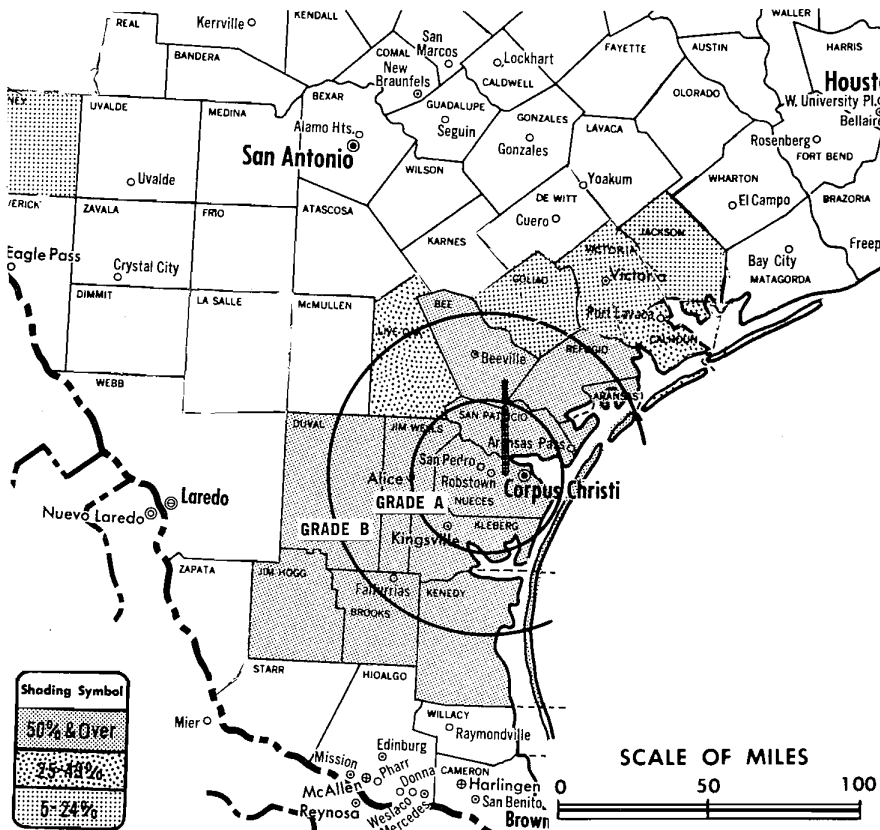 REAL
Kerrville
KENDALL
BANDERA
COMAL
New
Braunfels
San
Marcos
Lockhart
CALDWELL
FAYETTE
AUSTIN
WALLER
HARRIS
Houst
W. University Pl.
Bellaire
UVALDE
MEDINA
BEXAR
Alamo Hts.
San Antonio
GUADALUPE
Seguin
GONZALES
Gonzales
LAVACA
COLORADO
Rosenberg
FORT BEND
Uvalde
WILSON
Yoakum
WHARTON
El Campo
BRAZORIA
VERICK
ZAVALA
FRIO
ATASCOSA
KARNES
DE WITT
Cuero
JACKSON
Bay City
MATAGORDA
Freep
Eagle Pass
Crystal City
VICTORIA
Victoria
GOLIAD
DIMMIT
LA SALLE
McMULLEN
BEE
Port Lavaca
CALHOUN
LIVE OAK
Beeville
REFUGIO
WEBB
ARANSAS
DUVAL
JIM WELLS
SAN PATRICIO
Aransas Pass
San Pedro
Alice
Robstown
Corpus Christi
NUECES
GRADE A
GRADE B
KLEBERG
Kingsville
Laredo
Nuevo Laredo
ZAPATA
JIM HOGG
Falfurrias
BROOKS
KENEDY
STARR
HIDALGO
Shading Symbol
50% & Over
25-49%
5-24%
Mier
WILLACY
Raymondville
Edinburg
Mission
Pharr
McAllen
Donna
Reynosa
Weslaco
Mercedes
CAMERON
Harlingen
San Benito
Brown
SCALE OF MILES
0 50 100